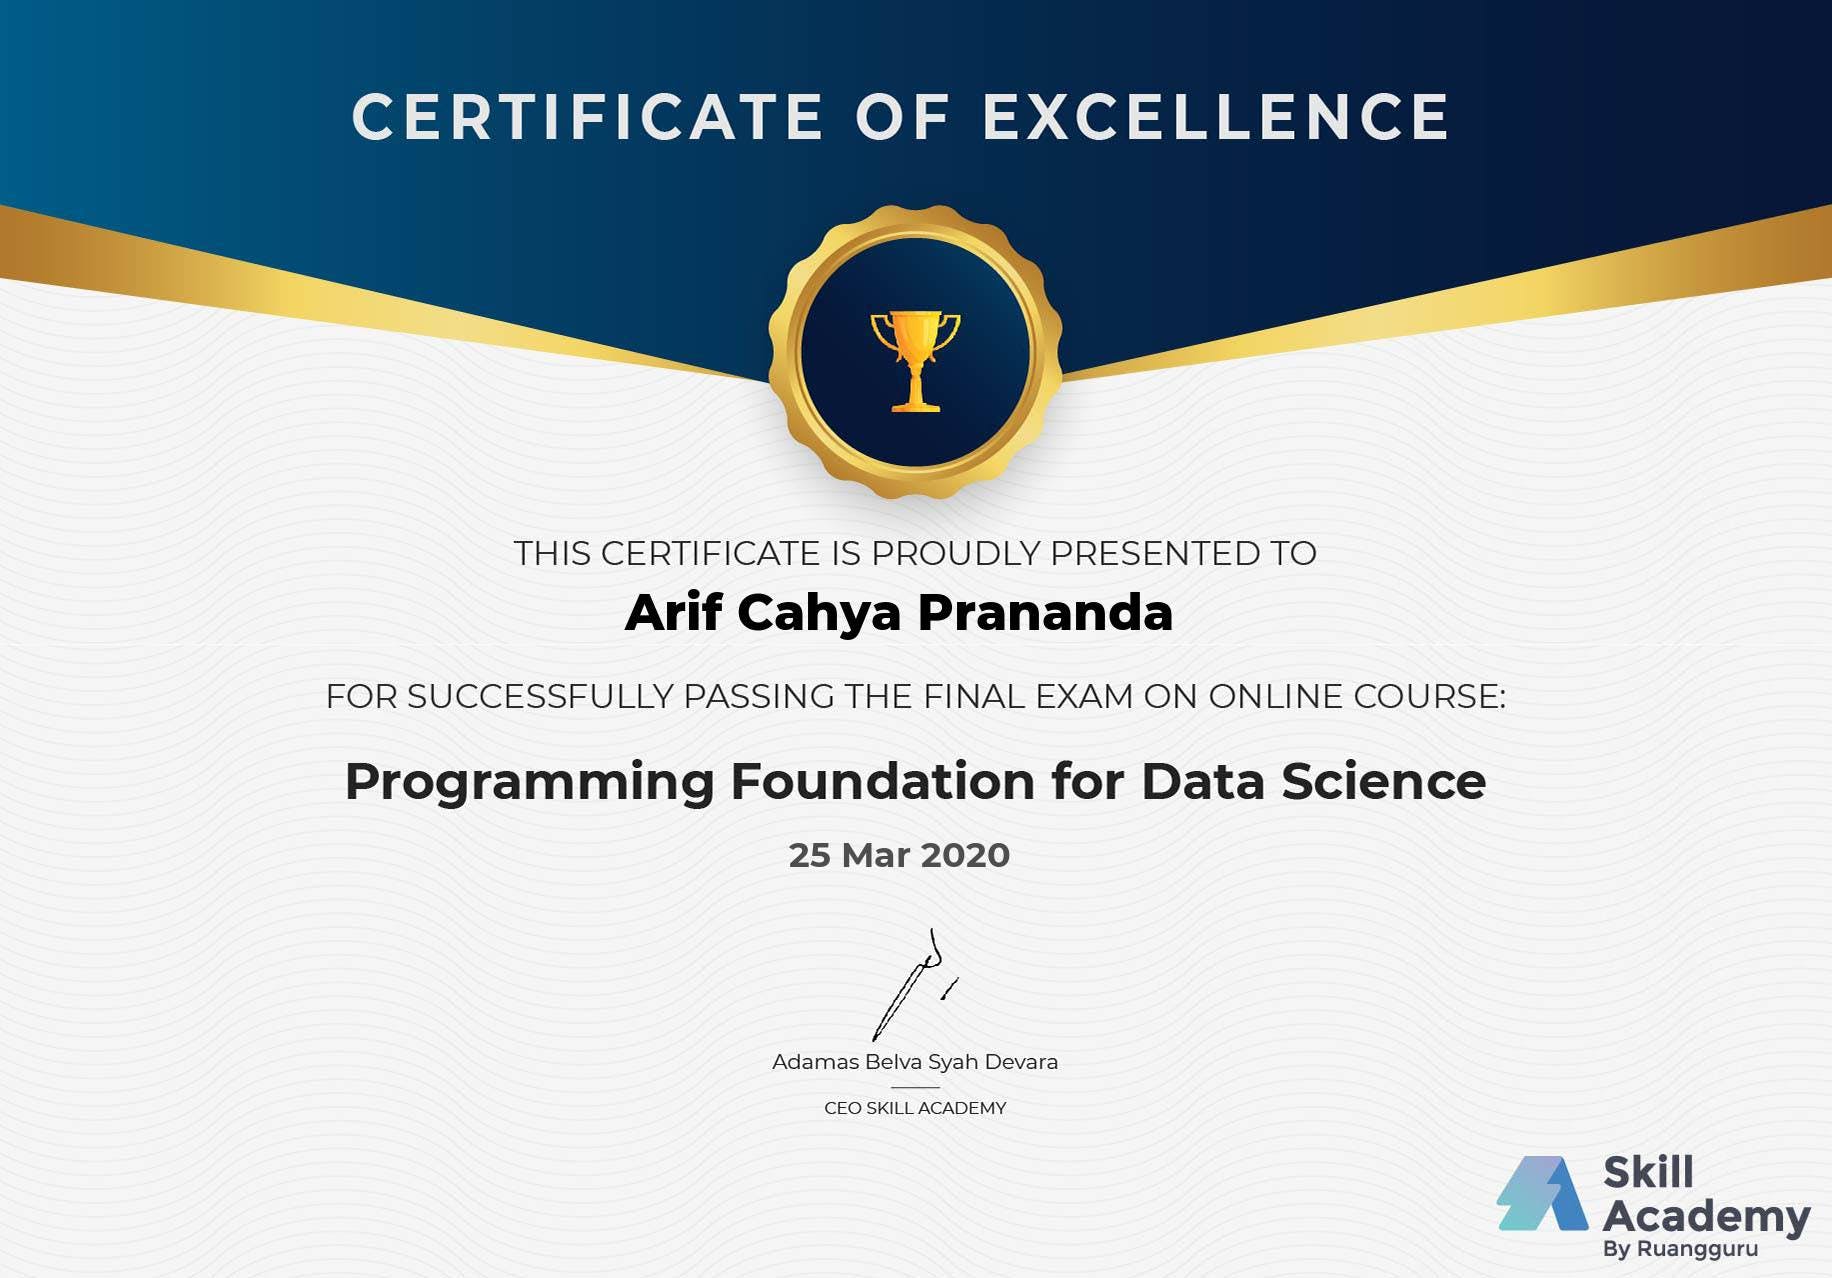 CERTIFICATE OF EXCELLENCE
THIS CERTIFICATE IS PROUDLY PRESENTED TO
Arif Cahya Prananda
FOR SUCCESSFULLY PASSING THE FINAL EXAM ON ONLINE COURSE:
Programming Foundation for Data Science
25 Mar 2020
Adamas Belva Syah Devara
CEO SKILL ACADEMY
Skill
Academy
By Ruangguru